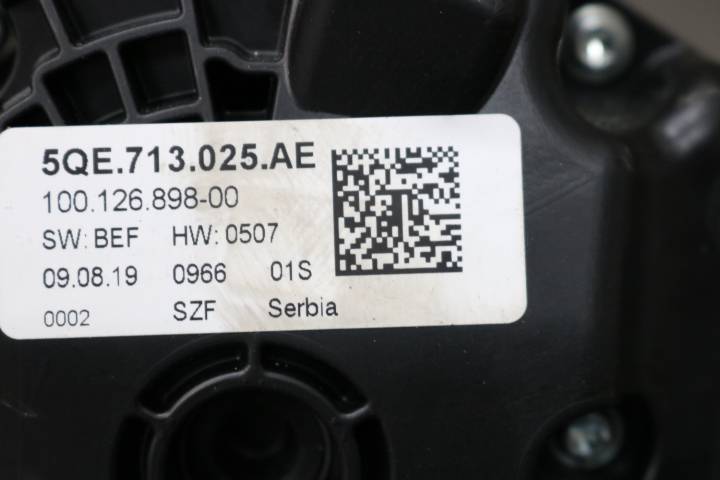 5QE.713.025.AE
100.126.898-00
SW: BEF HW: 0507
09.08.19 0966 01S
0002 SZF Serbia